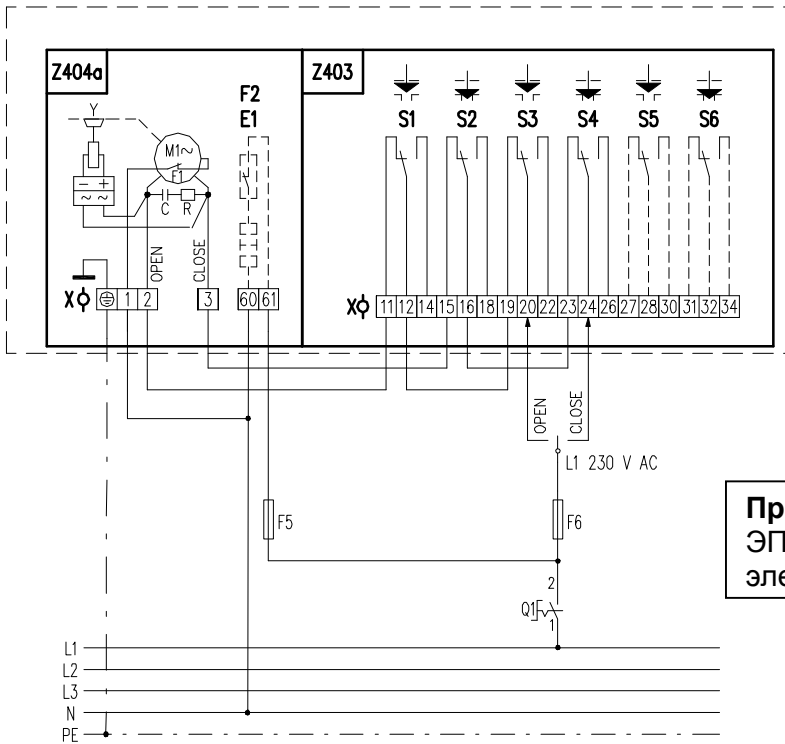 Z404a
Z403
F2
E1
S1 S2 S3 S4 S5 S6
Y
M1~
F1
− +
~ ~
C R
OPEN
CLOSE
X
1 2 3 60 61
X
11 12 14 15 16 18 19 20 22 23 24 26 27 28 30 31 32 34
OPEN
CLOSE
L1 230 V AC
F5
F6
Пр
ЭП
эле
2
Q1
1
L1
L2
L3
N
PE